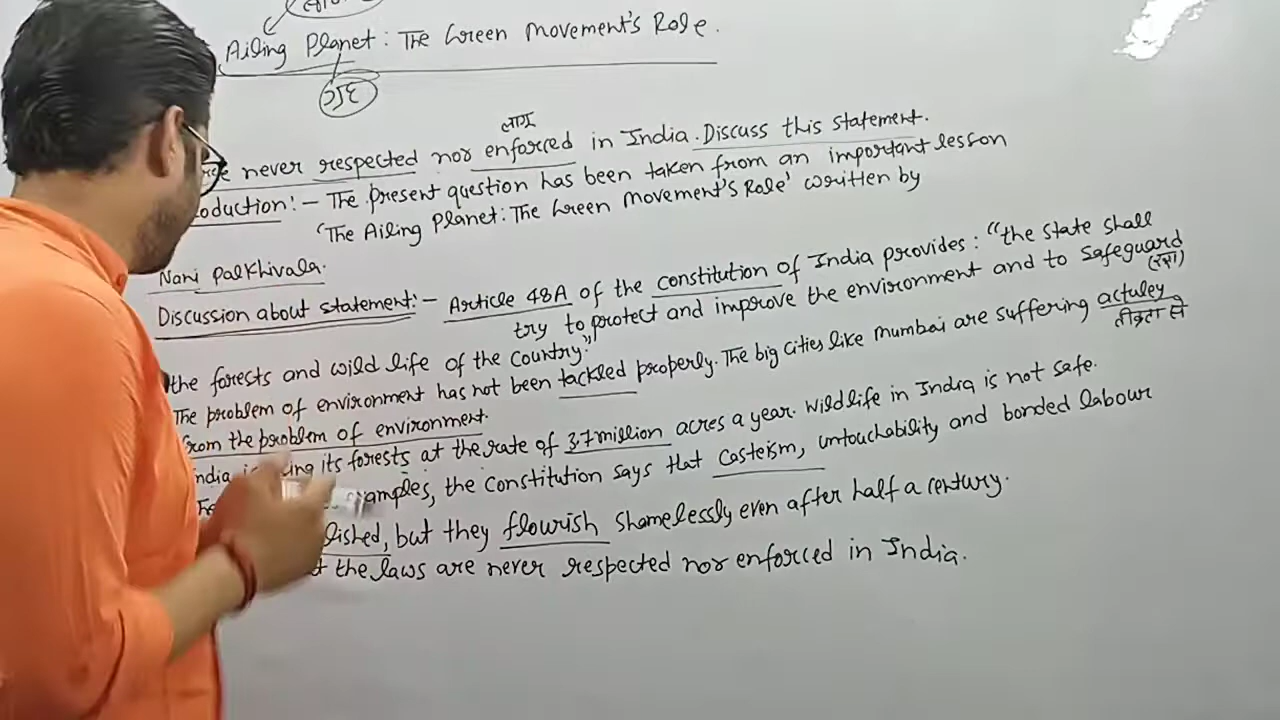 Ailing Planet: The Green Movement's Role.
ग्रह
लागू
never respected nor enforced in India. Discuss this statement.
oduction:- The present question has been taken from an important lesson
'The Ailing Planet: The Green Movement's Role' written by
Nani Palkhivala.
Discussion about statement:- Article 48A of the constitution of India provides: "the state shall
try to protect and improve the environment and to Safeguard
(रक्षा)
the forests and wild life of the country."
The problem of environment has not been tackled properly. The big cities like mumbai are suffering actuley
तीव्रता से
from the problem of environment.
its forests at the rate of 3.7 million acres a year. Wildlife in India is not safe.
amples, the constitution says that Casteism, untouchability and bonded labour
lished, but they flourish shamelessly even after half a century.
t the laws are never respected nor enforced in India.